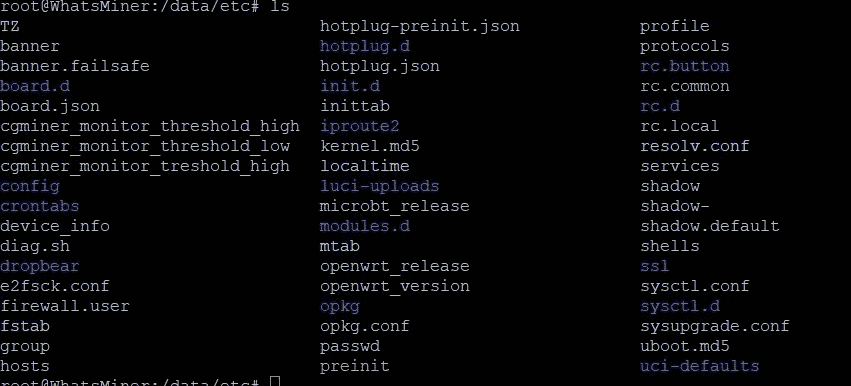 root@WhatsMiner:/data/etc# ls
TZ hotplug-preinit.json profile
banner hotplug.d protocols
banner.failsafe hotplug.json rc.button
board.d init.d rc.common
board.json inittab rc.d
cgminer_monitor_threshold_high iproute2 rc.local
cgminer_monitor_threshold_low kernel.md5 resolv.conf
cgminer_monitor_treshold_high localtime services
config luci-uploads shadow
crontabs microbt_release shadow-
device_info modules.d shadow.default
diag.sh mtab shells
dropbear openwrt_release ssl
e2fsck.conf openwrt_version sysctl.conf
firewall.user opkg sysctl.d
fstab opkg.conf sysupgrade.conf
group passwd uboot.md5
hosts preinit uci-defaults
root@WhatsMiner:/data/etc#